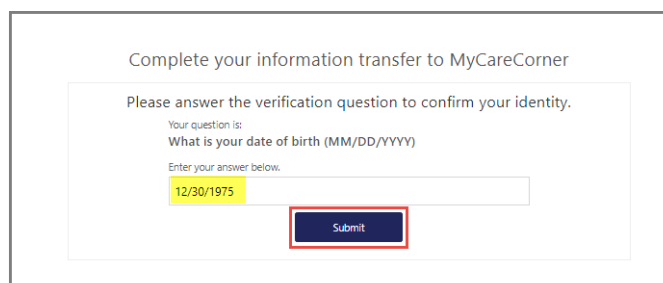 Complete your information transfer to MyCareCorner
Please answer the verification question to confirm your identity.
Your question is:
What is your date of birth (MM/DD/YYYY)
Enter your answer below.
12/30/1975
Submit